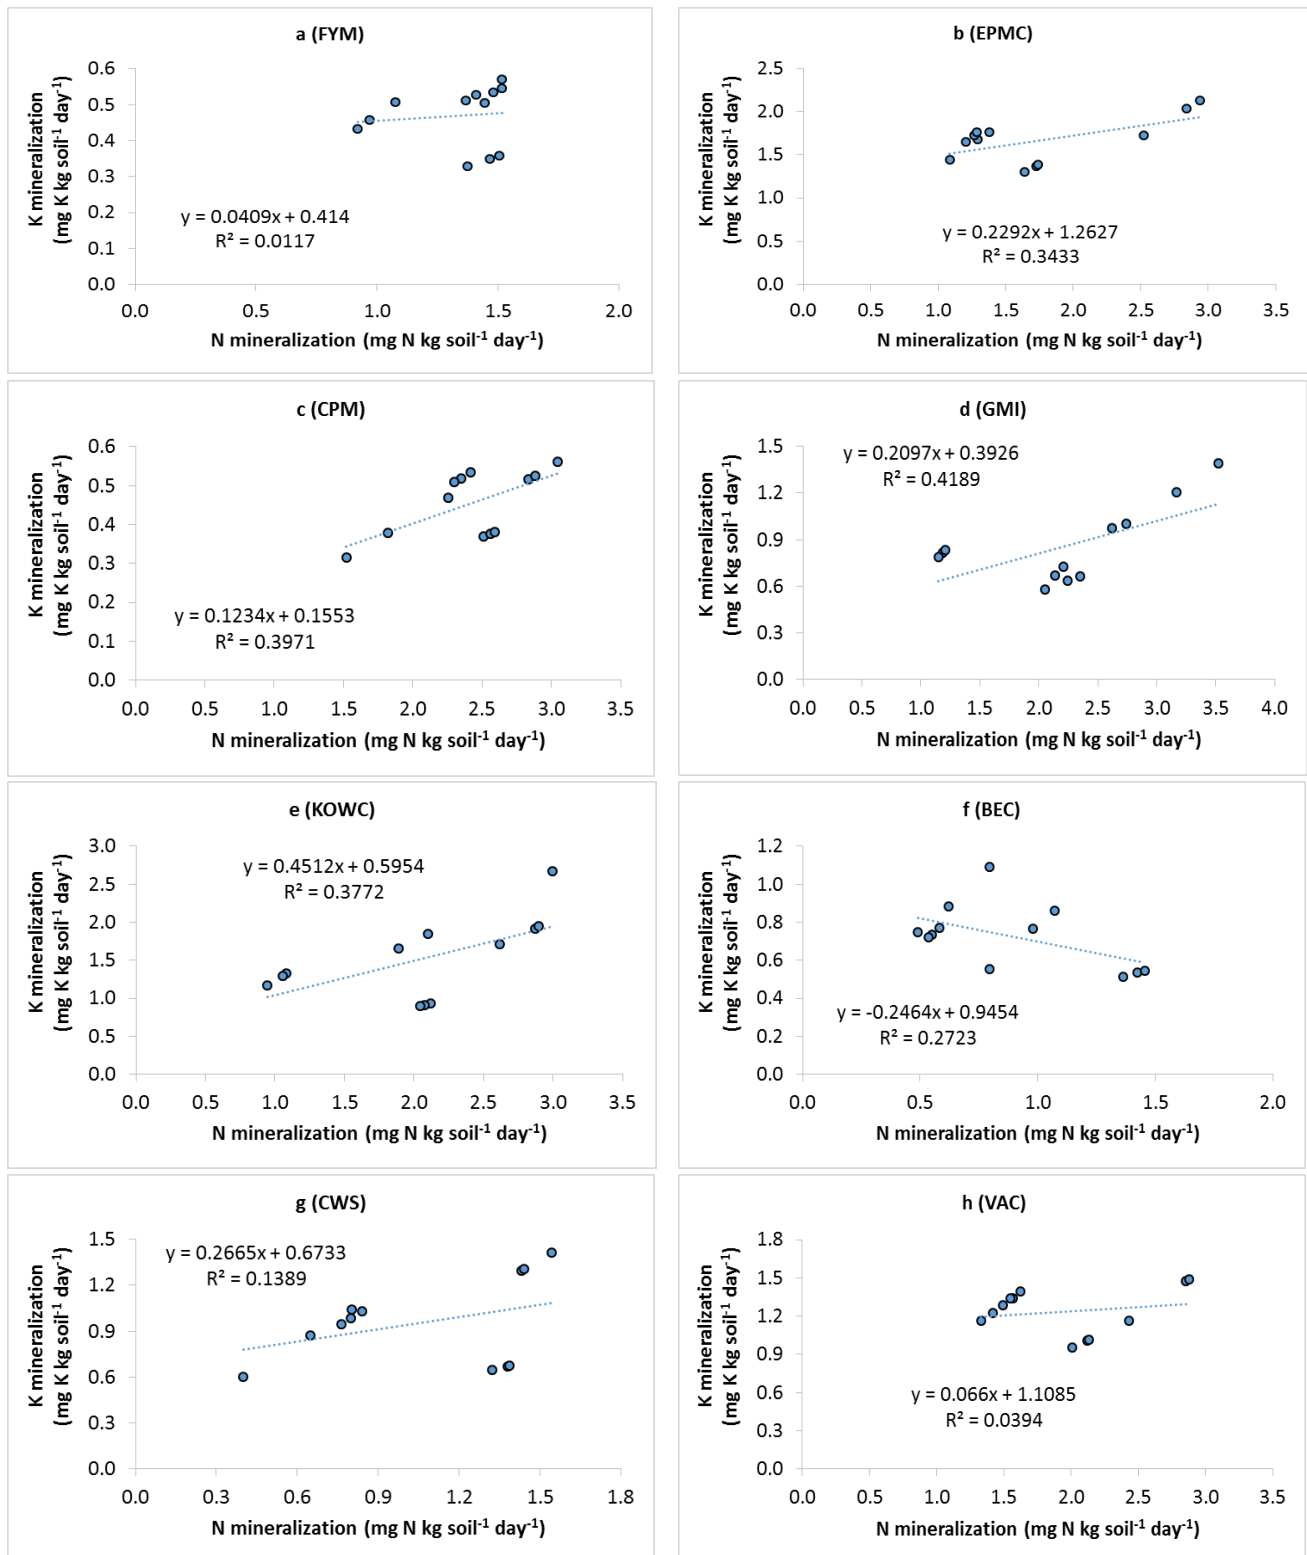 a (FYM)
K mineralization
(mg K kg soil⁻¹ day⁻¹)
0.6
0.5
0.4
0.3
0.2
0.1
0.0
y = 0.0409x + 0.414
R² = 0.0117
0.0 0.5 1.0 1.5 2.0
N mineralization (mg N kg soil⁻¹ day⁻¹)
b (EPMC)
K mineralization
(mg K kg soil⁻¹ day⁻¹)
2.5
2.0
1.5
1.0
0.5
0.0
y = 0.2292x + 1.2627
R² = 0.3433
0.0 0.5 1.0 1.5 2.0 2.5 3.0 3.5
N mineralization (mg N kg soil⁻¹ day⁻¹)
c (CPM)
K mineralization
(mg K kg soil⁻¹ day⁻¹)
0.6
0.5
0.4
0.3
0.2
0.1
0.0
y = 0.1234x + 0.1553
R² = 0.3971
0.0 0.5 1.0 1.5 2.0 2.5 3.0 3.5
N mineralization (mg N kg soil⁻¹ day⁻¹)
d (GMI)
K mineralization
(mg K kg soil⁻¹ day⁻¹)
1.5
1.2
0.9
0.6
0.3
0.0
y = 0.2097x + 0.3926
R² = 0.4189
0.0 0.5 1.0 1.5 2.0 2.5 3.0 3.5 4.0
N mineralization (mg N kg soil⁻¹ day⁻¹)
e (KOWC)
K mineralization
(mg K kg soil⁻¹ day⁻¹)
3.0
2.5
2.0
1.5
1.0
0.5
0.0
y = 0.4512x + 0.5954
R² = 0.3772
0.0 0.5 1.0 1.5 2.0 2.5 3.0 3.5
N mineralization (mg N kg soil⁻¹ day⁻¹)
f (BEC)
K mineralization
(mg K kg soil⁻¹ day⁻¹)
1.2
1.0
0.8
0.6
0.4
0.2
0.0
y = -0.2464x + 0.9454
R² = 0.2723
0.0 0.5 1.0 1.5 2.0
N mineralization (mg N kg soil⁻¹ day⁻¹)
g (CWS)
K mineralization
(mg K kg soil⁻¹ day⁻¹)
1.5
1.2
0.9
0.6
0.3
0.0
y = 0.2665x + 0.6733
R² = 0.1389
0.0 0.3 0.6 0.9 1.2 1.5 1.8
N mineralization (mg N kg soil⁻¹ day⁻¹)
h (VAC)
K mineralization
(mg K kg soil⁻¹ day⁻¹)
1.8
1.5
1.2
0.9
0.6
0.3
0.0
y = 0.066x + 1.1085
R² = 0.0394
0.0 0.5 1.0 1.5 2.0 2.5 3.0 3.5
N mineralization (mg N kg soil⁻¹ day⁻¹)